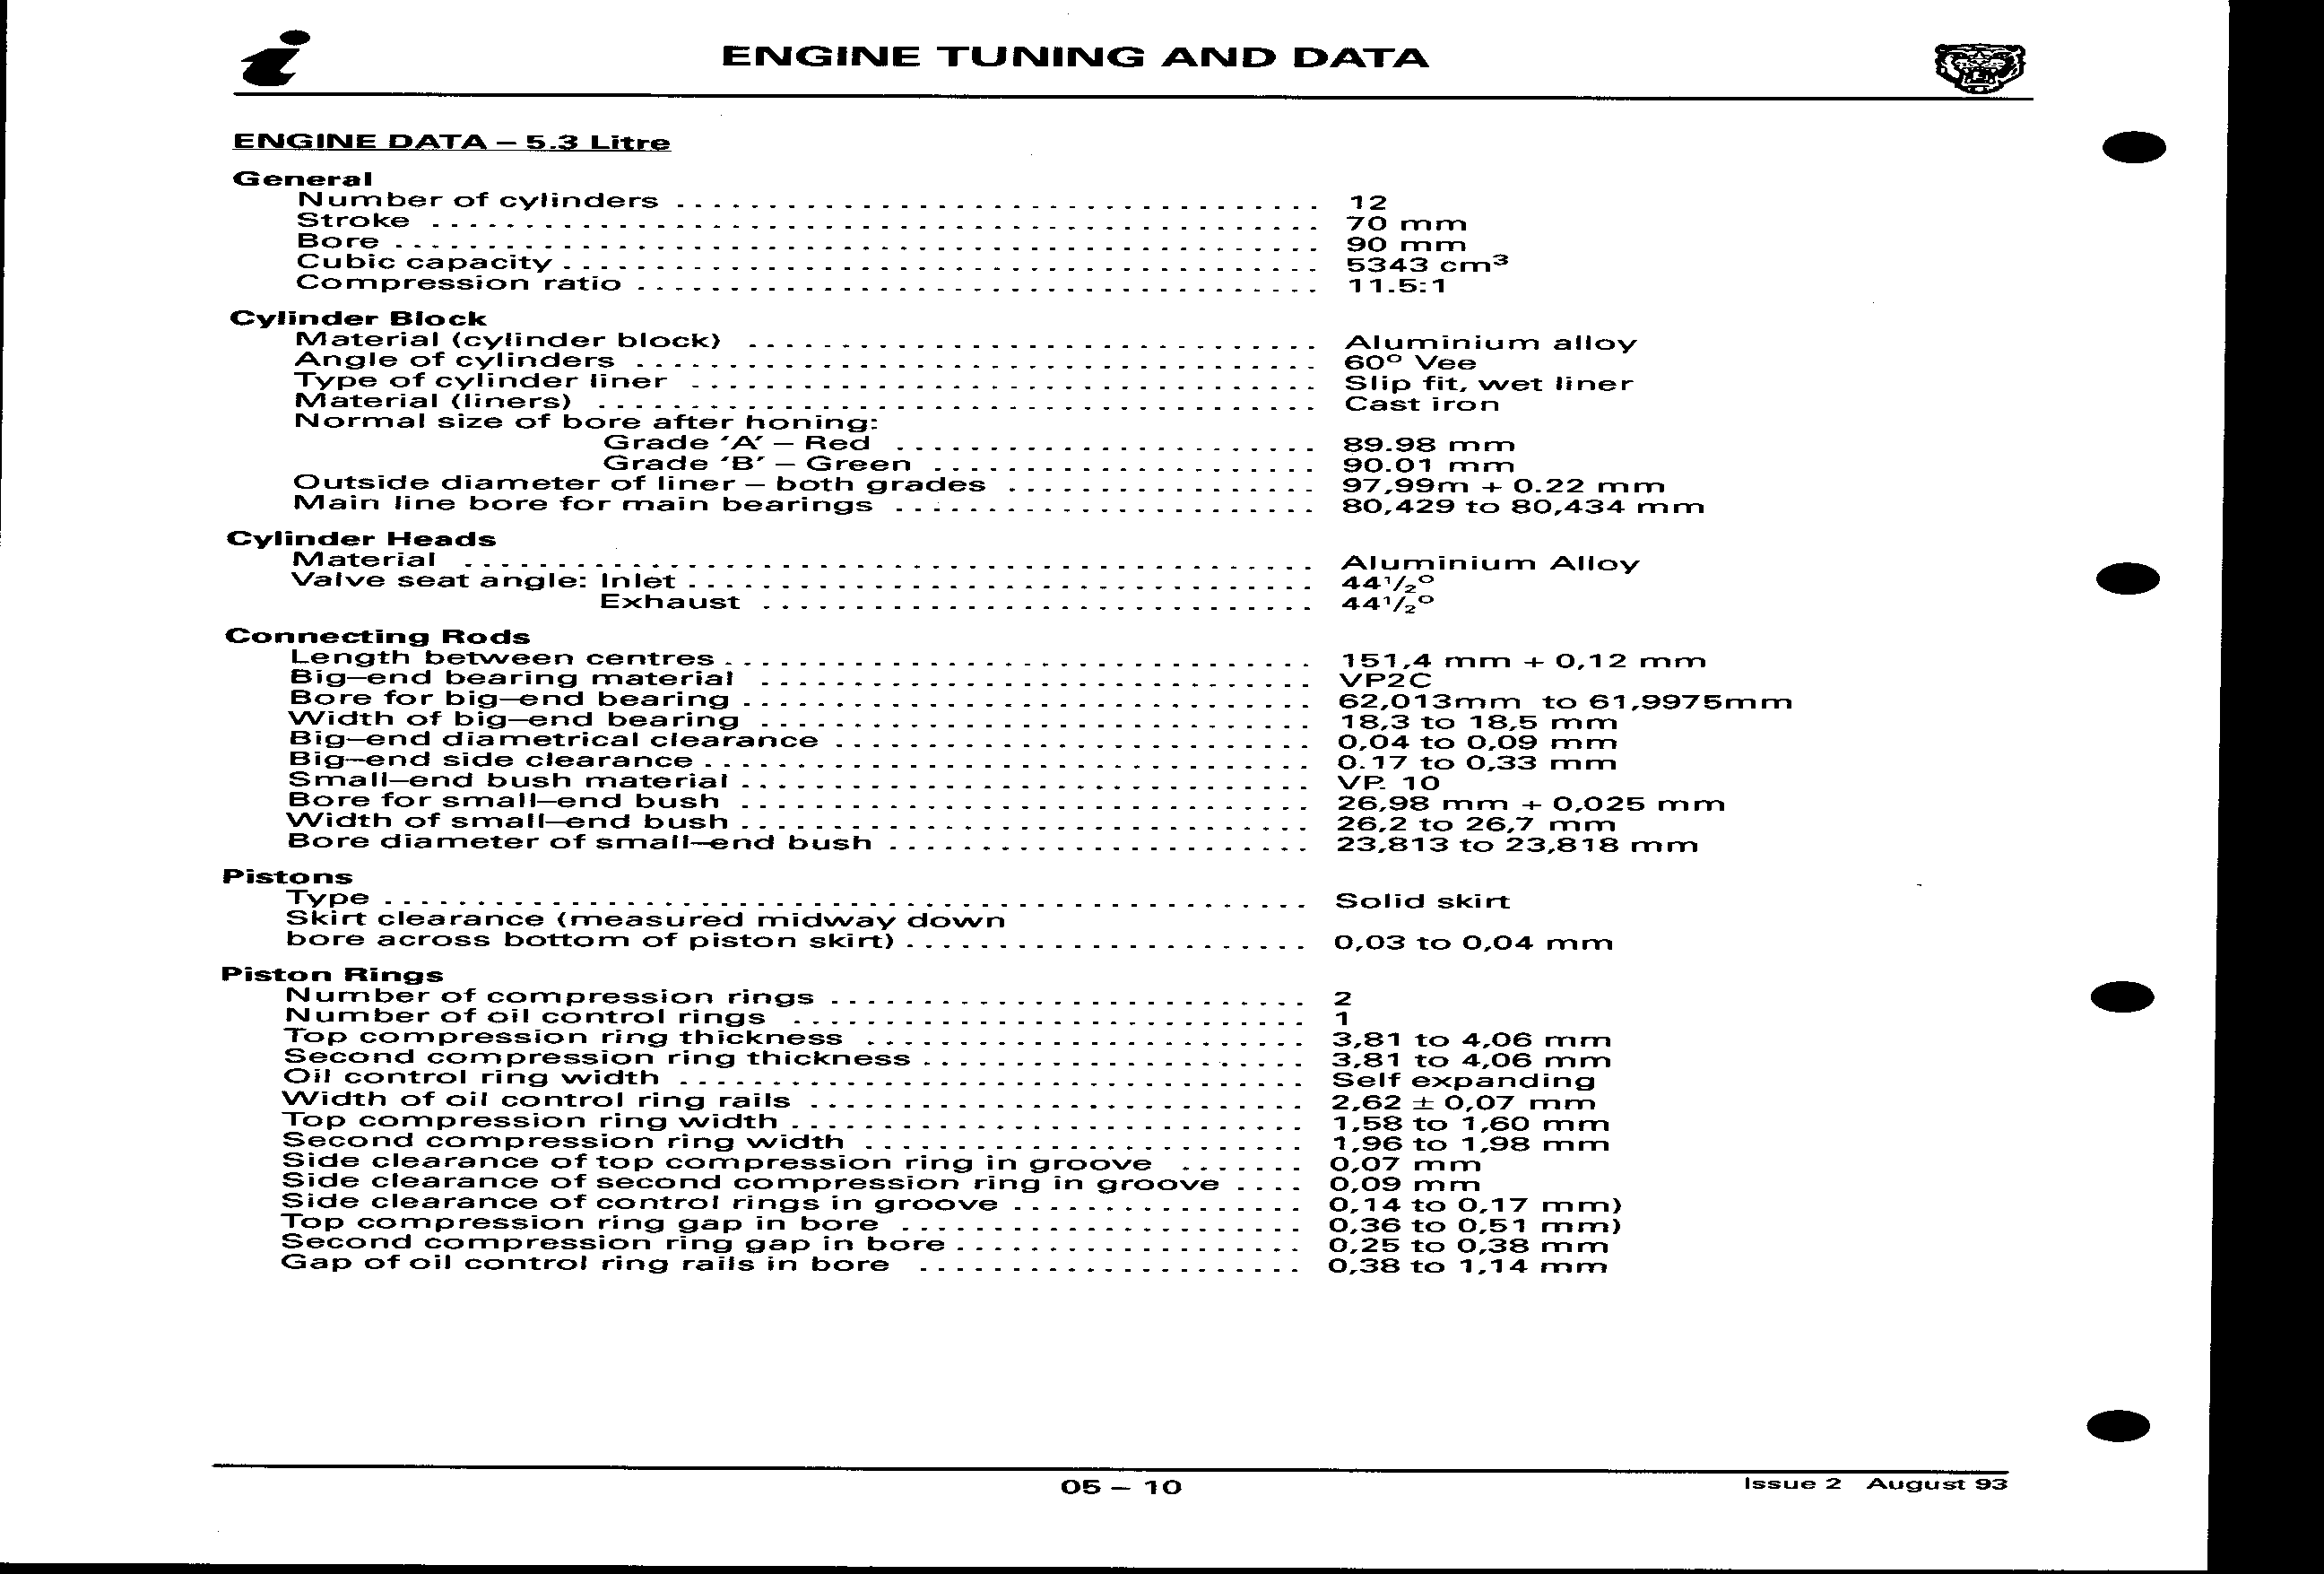 ENGINE TUNING AND DATA
ENGINE DATA – 5.3 Litre
General
Number of cylinders . . . . . . . . . . . . . . . . . . . . . . . . . . . . . . . . . . . 12
Stroke . . . . . . . . . . . . . . . . . . . . . . . . . . . . . . . . . . . . . . . . . . . . . . . . 70 mm
Bore . . . . . . . . . . . . . . . . . . . . . . . . . . . . . . . . . . . . . . . . . . . . . . . . . . 90 mm
Cubic capacity . . . . . . . . . . . . . . . . . . . . . . . . . . . . . . . . . . . . . . . . . 5343 cm³
Compression ratio . . . . . . . . . . . . . . . . . . . . . . . . . . . . . . . . . . . . . 11.5:1
Cylinder Block
Material (cylinder block) . . . . . . . . . . . . . . . . . . . . . . . . . . . . . . . Aluminium alloy
Angle of cylinders . . . . . . . . . . . . . . . . . . . . . . . . . . . . . . . . . . . . . 60° Vee
Type of cylinder liner . . . . . . . . . . . . . . . . . . . . . . . . . . . . . . . . . . Slip fit, wet liner
Material (liners) . . . . . . . . . . . . . . . . . . . . . . . . . . . . . . . . . . . . . . . Cast iron
Normal size of bore after honing:
Grade 'A' – Red . . . . . . . . . . . . . . . . . . . . . . . 89.98 mm
Grade 'B' – Green . . . . . . . . . . . . . . . . . . . . . 90.01 mm
Outside diameter of liner – both grades . . . . . . . . . . . . . . . . . 97,99m + 0.22 mm
Main line bore for main bearings . . . . . . . . . . . . . . . . . . . . . . . 80,429 to 80,434 mm
Cylinder Heads
Material . . . . . . . . . . . . . . . . . . . . . . . . . . . . . . . . . . . . . . . . . . . . . . Aluminium Alloy
Valve seat angle: Inlet . . . . . . . . . . . . . . . . . . . . . . . . . . . . . . . . . . 44¹/₂°
Exhaust . . . . . . . . . . . . . . . . . . . . . . . . . . . . . . 44¹/₂°
Connecting Rods
Length between centres . . . . . . . . . . . . . . . . . . . . . . . . . . . . . . . . 151,4 mm + 0,12 mm
Big–end bearing material . . . . . . . . . . . . . . . . . . . . . . . . . . . . . . VP2C
Bore for big–end bearing . . . . . . . . . . . . . . . . . . . . . . . . . . . . . . . 62,013mm to 61,9975mm
Width of big–end bearing . . . . . . . . . . . . . . . . . . . . . . . . . . . . . . 18,3 to 18,5 mm
Big–end diametrical clearance . . . . . . . . . . . . . . . . . . . . . . . . . . 0,04 to 0,09 mm
Big–end side clearance . . . . . . . . . . . . . . . . . . . . . . . . . . . . . . . . . 0.17 to 0,33 mm
Small–end bush material . . . . . . . . . . . . . . . . . . . . . . . . . . . . . . . VP. 10
Bore for small–end bush . . . . . . . . . . . . . . . . . . . . . . . . . . . . . . . 26,98 mm + 0,025 mm
Width of small–end bush . . . . . . . . . . . . . . . . . . . . . . . . . . . . . . . 26,2 to 26,7 mm
Bore diameter of small–end bush . . . . . . . . . . . . . . . . . . . . . . . 23,813 to 23,818 mm
Pistons
Type . . . . . . . . . . . . . . . . . . . . . . . . . . . . . . . . . . . . . . . . . . . . . . . . . . Solid skirt
Skirt clearance (measured midway down
bore across bottom of piston skirt) . . . . . . . . . . . . . . . . . . . . . . 0,03 to 0,04 mm
Piston Rings
Number of compression rings . . . . . . . . . . . . . . . . . . . . . . . . . . 2
Number of oil control rings . . . . . . . . . . . . . . . . . . . . . . . . . . . . 1
Top compression ring thickness . . . . . . . . . . . . . . . . . . . . . . . . 3,81 to 4,06 mm
Second compression ring thickness . . . . . . . . . . . . . . . . . . . . . 3,81 to 4,06 mm
Oil control ring width . . . . . . . . . . . . . . . . . . . . . . . . . . . . . . . . . . Self expanding
Width of oil control ring rails . . . . . . . . . . . . . . . . . . . . . . . . . . . 2,62 ± 0,07 mm
Top compression ring width . . . . . . . . . . . . . . . . . . . . . . . . . . . . 1,58 to 1,60 mm
Second compression ring width . . . . . . . . . . . . . . . . . . . . . . . . 1,96 to 1,98 mm
Side clearance of top compression ring in groove . . . . . . . 0,07 mm
Side clearance of second compression ring in groove . . . . 0,09 mm
Side clearance of control rings in groove . . . . . . . . . . . . . . . . 0,14 to 0,17 mm)
Top compression ring gap in bore . . . . . . . . . . . . . . . . . . . . . . 0,36 to 0,51 mm)
Second compression ring gap in bore . . . . . . . . . . . . . . . . . . . 0,25 to 0,38 mm
Gap of oil control ring rails in bore . . . . . . . . . . . . . . . . . . . . . 0,38 to 1,14 mm
05 – 10
Issue 2 August 93